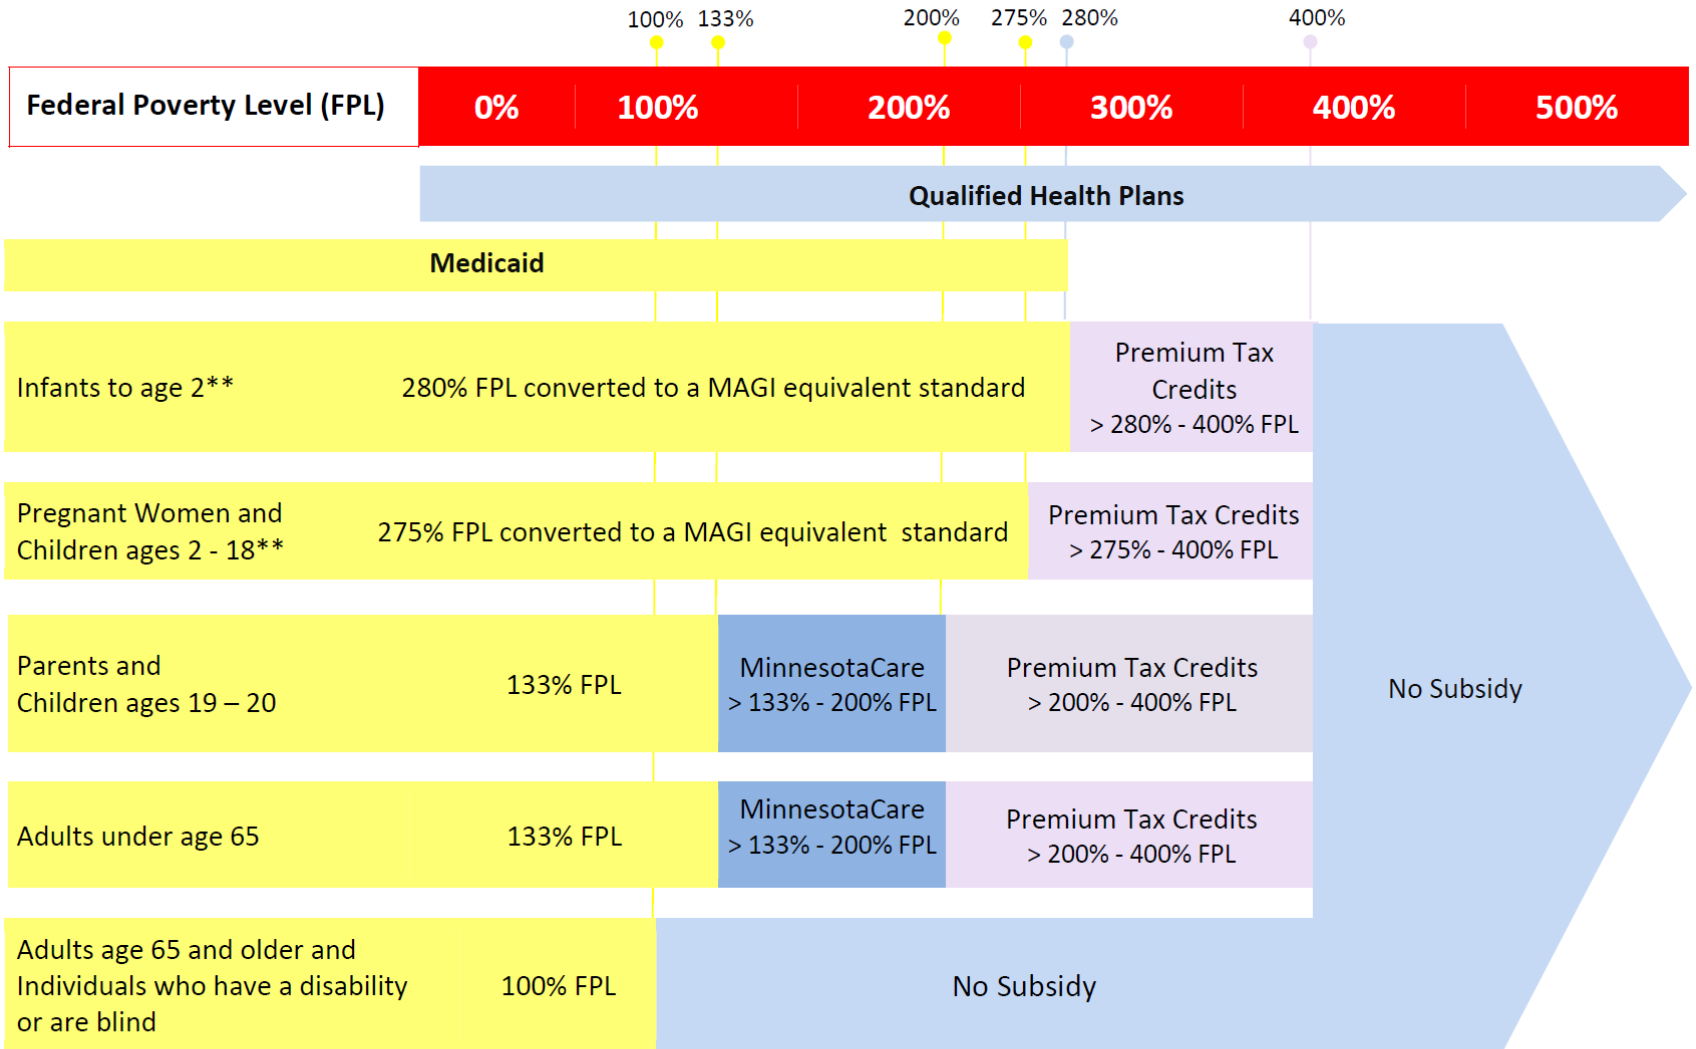 100% 133% 200% 275% 280% 400%
Federal Poverty Level (FPL) 0% 100% 200% 300% 400% 500%
Qualified Health Plans
Medicaid
Infants to age 2**
280% FPL converted to a MAGI equivalent standard
Premium Tax
Credits
> 280% - 400% FPL
Pregnant Women and
Children ages 2 - 18**
275% FPL converted to a MAGI equivalent  standard
Premium Tax Credits
> 275% - 400% FPL
Parents and
Children ages 19 – 20
133% FPL
MinnesotaCare
> 133% - 200% FPL
Premium Tax Credits
> 200% - 400% FPL
No Subsidy
Adults under age 65
133% FPL
MinnesotaCare
> 133% - 200% FPL
Premium Tax Credits
> 200% - 400% FPL
Adults age 65 and older and
Individuals who have a disability
or are blind
100% FPL
No Subsidy